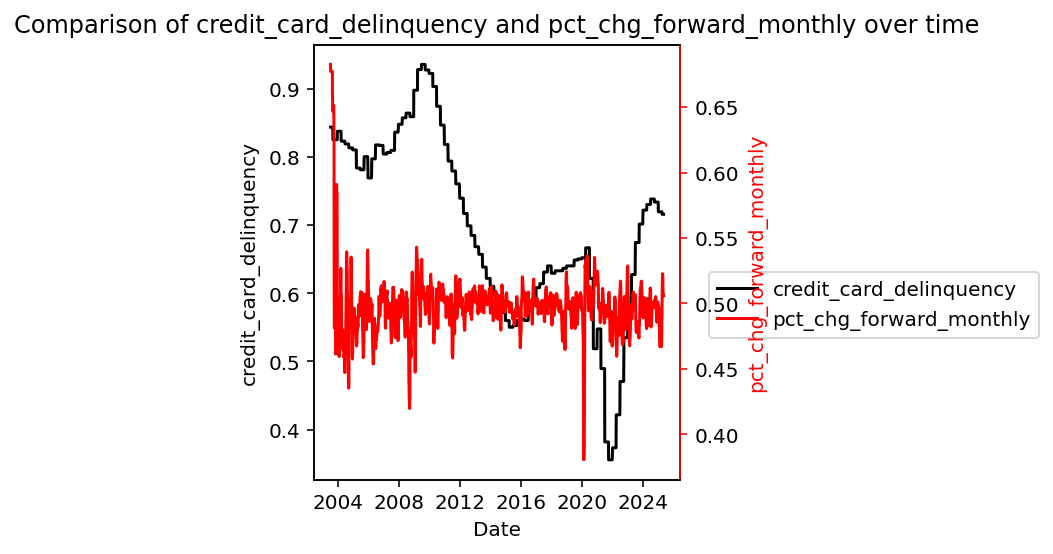 Comparison of credit_card_delinquency and pct_chg_forward_monthly over time
credit_card_delinquency
0.9
0.8
0.7
0.6
0.5
0.4
0.65
0.60
0.55
0.50
0.45
0.40
pct_chg_forward_monthly
credit_card_delinquency
pct_chg_forward_monthly
2004 2008 2012 2016 2020 2024
Date